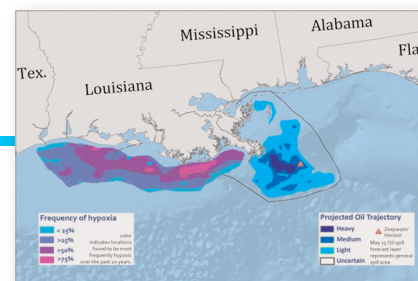 Mississippi
Alabama
Fla
Tex.
Louisiana
Frequency of hypoxia
< 25%
>25%
>50%
>75%
color
indicates locations
found to be most
frequently hypoxic
over the past 20 years.
Projected Oil Trajectory
Heavy
Medium
Light
Uncertain
Deepwater
Horizon
May 13 Oil spill
forecast layer
represents general
spill area